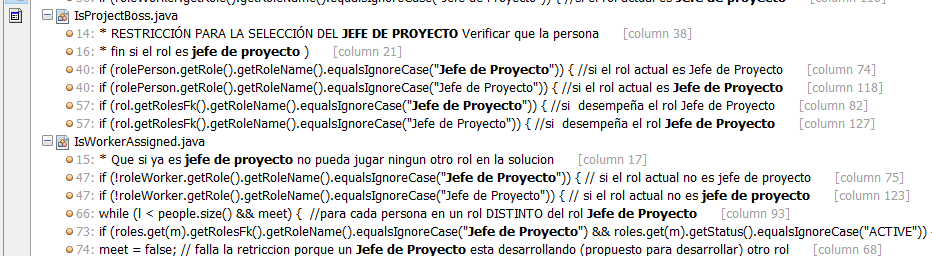 IsProjectBoss.java
14: * RESTRICCIÓN PARA LA SELECCIÓN DEL JEFE DE PROYECTO Verificar que la persona [column 38]
16: * fin si el rol es jefe de proyecto ) [column 21]
40: if (rolePerson.getRole().getRoleName().equalsIgnoreCase("Jefe de Proyecto")) { //si el rol actual es Jefe de Proyecto [column 74]
40: if (rolePerson.getRole().getRoleName().equalsIgnoreCase("Jefe de Proyecto")) { //si el rol actual es Jefe de Proyecto [column 118]
57: if (rol.getRolesFk().getRoleName().equalsIgnoreCase("Jefe de Proyecto")) { //si desempeña el rol Jefe de Proyecto [column 82]
57: if (rol.getRolesFk().getRoleName().equalsIgnoreCase("Jefe de Proyecto")) { //si desempeña el rol Jefe de Proyecto [column 127]
IsWorkerAssigned.java
15: * Que si ya es jefe de proyecto no pueda jugar ningun otro rol en la solucion [column 17]
47: if (!roleWorker.getRole().getRoleName().equalsIgnoreCase("Jefe de Proyecto")) { // si el rol actual no es jefe de proyecto [column 75]
47: if (!roleWorker.getRole().getRoleName().equalsIgnoreCase("Jefe de Proyecto")) { // si el rol actual no es jefe de proyecto [column 123]
66: while (l < people.size() && meet) { //para cada persona en un rol DISTINTO del rol Jefe de Proyecto [column 93]
73: if (roles.get(m).getRolesFk().getRoleName().equalsIgnoreCase("Jefe de Proyecto") && roles.get(m).getStatus().equalsIgnoreCase("ACTIVE"))
74: meet = false; // falla la retriccion porque un Jefe de Proyecto esta desarrollando (propuesto para desarrollar) otro rol [column 68]